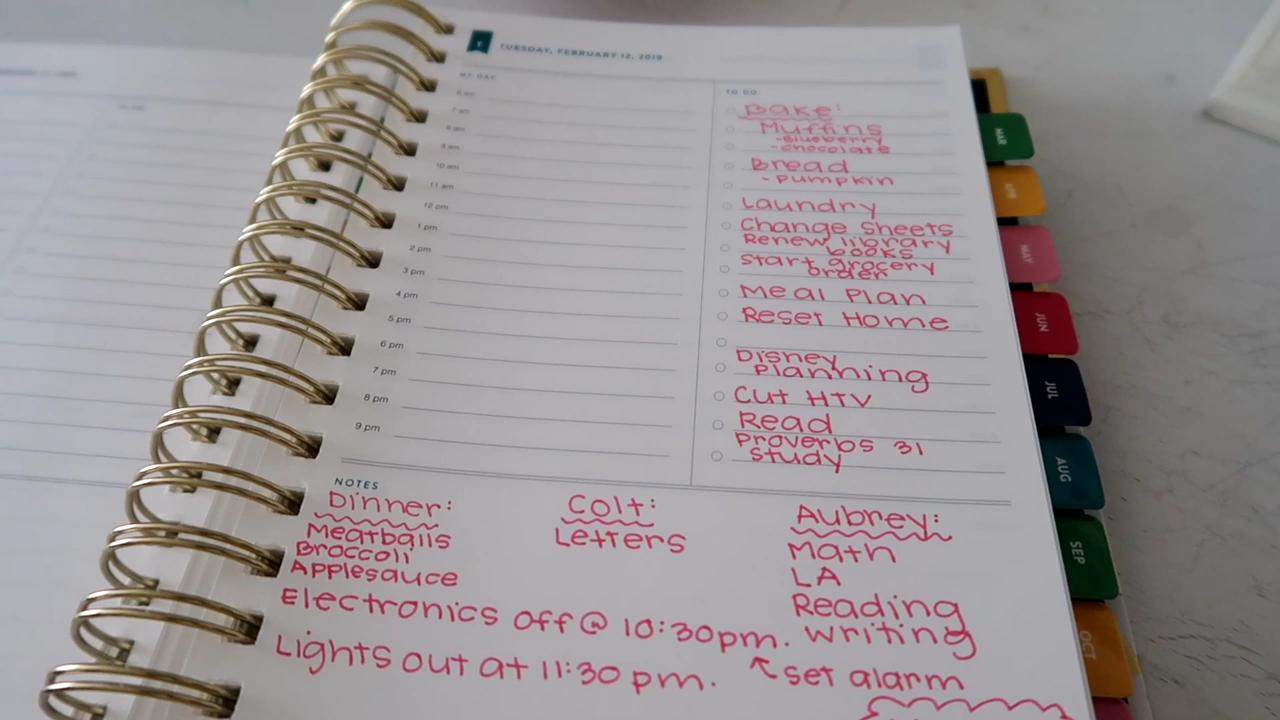 T
TUESDAY, FEBRUARY 12, 2019
MY DAY
6 am
7 am
8 am
9 am
10 am
11 am
12 pm
1 pm
2 pm
3 pm
4 pm
5 pm
6 pm
7 pm
8 pm
9 pm
TO DO
Bake:
Muffins
-Blueberry
-Chocolate
Bread
-Pumpkin
Laundry
Change Sheets
Renew library
books
Start grocery
order
Meal Plan
Reset Home
Disney
Planning
Cut HTV
Read
Proverbs 31
Study
NOTES
Dinner:
Meatballs
Broccoli
Applesauce
Colt:
Letters
Aubrey:
Math
LA
Reading
Writing
Electronics off @ 10:30pm.
set alarm
Lights out at 11:30 pm.
MAR
APR
MAY
JUN
JUL
AUG
SEP
OCT